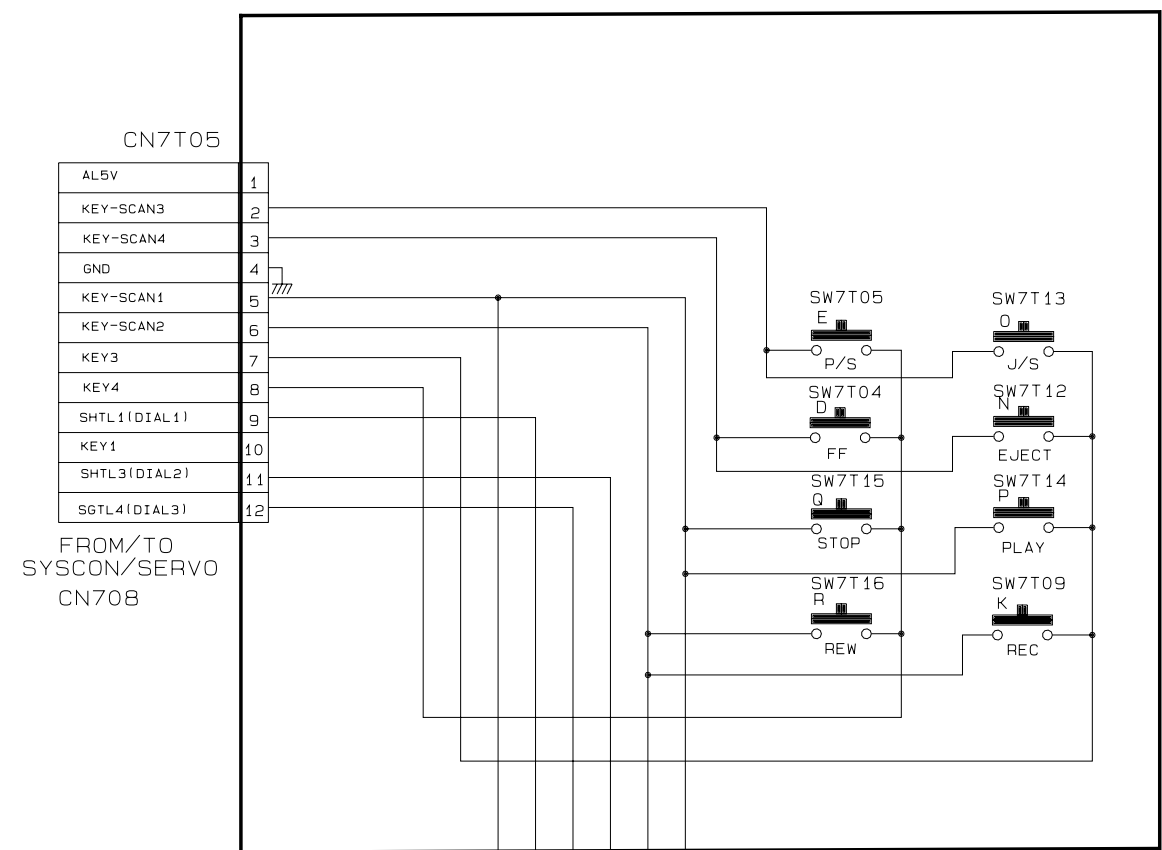 CN7T05
AL5V 1
KEY-SCAN3 2
KEY-SCAN4 3
GND 4
KEY-SCAN1 5
KEY-SCAN2 6
KEY3 7
KEY4 8
SHTL1(DIAL1) 9
KEY1 10
SHTL3(DIAL2) 11
SGTL4(DIAL3) 12
FROM/TO
SYSCON/SERVO
CN708
SW7T05
E
P/S
SW7T13
O
J/S
SW7T04
D
FF
SW7T12
N
EJECT
SW7T15
Q
STOP
SW7T14
P
PLAY
SW7T16
R
REW
SW7T09
K
REC